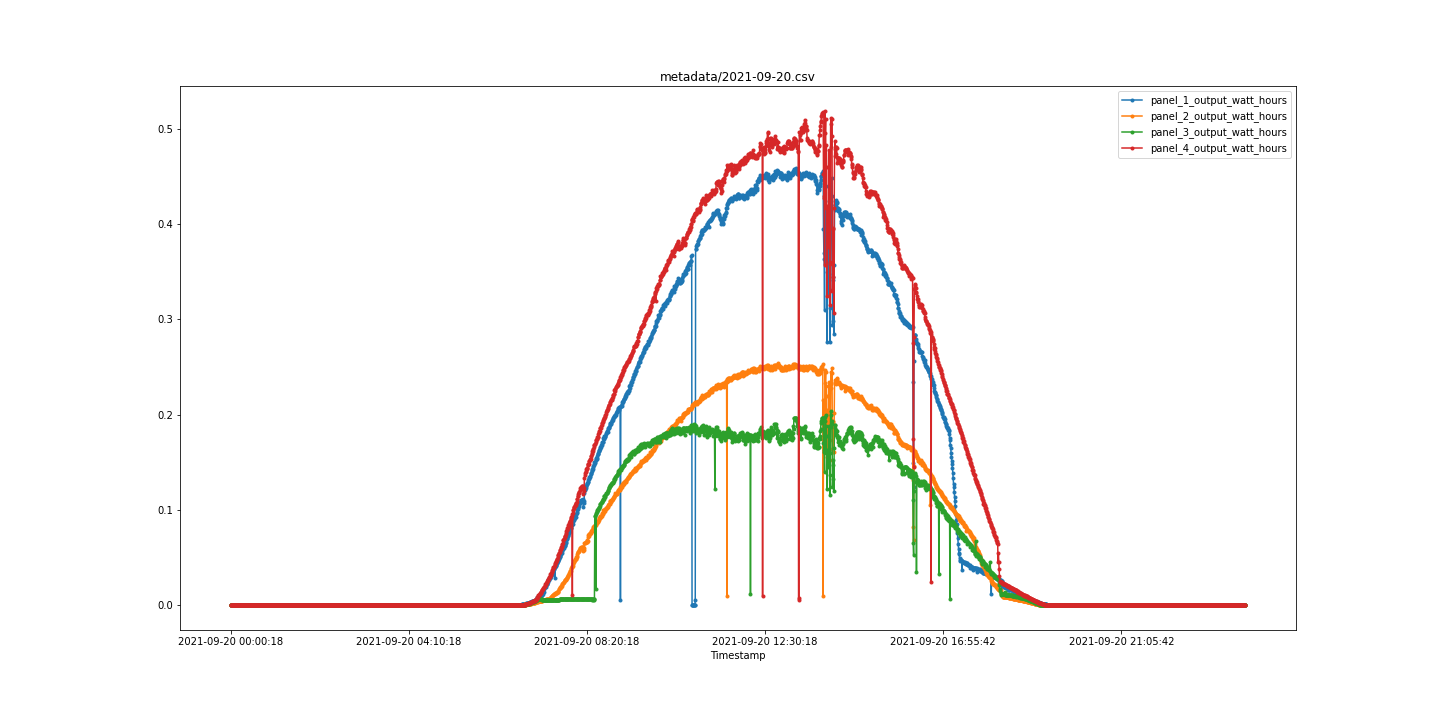 metadata/2021-09-20.csv
panel_1_output_watt_hours
panel_2_output_watt_hours
panel_3_output_watt_hours
panel_4_output_watt_hours
0.5
0.4
0.3
0.2
0.1
0.0
2021-09-20 00:00:18 2021-09-20 04:10:18 2021-09-20 08:20:18 2021-09-20 12:30:18 2021-09-20 16:55:42 2021-09-20 21:05:42
Timestamp